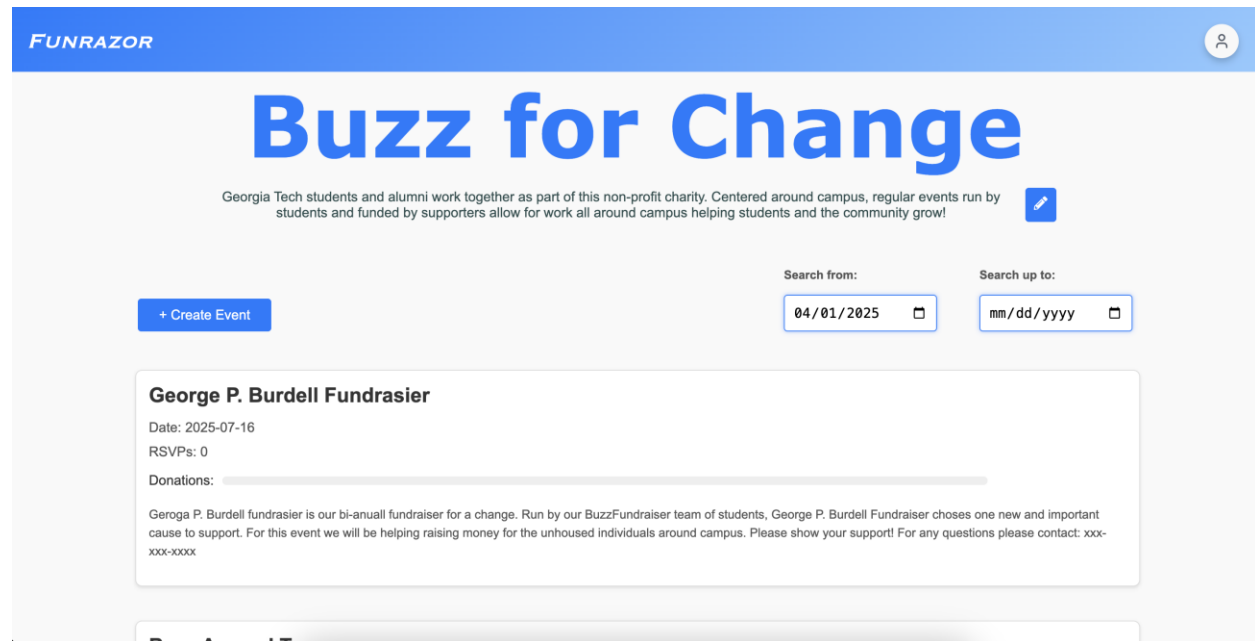 FUNRAZOR
Buzz for Change
Georgia Tech students and alumni work together as part of this non-profit charity. Centered around campus, regular events run by
students and funded by supporters allow for work all around campus helping students and the community grow!
Search from:
Search up to:
+ Create Event
04/01/2025
mm/dd/yyyy
George P. Burdell Fundrasier
Date: 2025-07-16
RSVPs: 0
Donations:
Geroga P. Burdell fundrasier is our bi-anuall fundraiser for a change. Run by our BuzzFundraiser team of students, George P. Burdell Fundraiser choses one new and important
cause to support. For this event we will be helping raising money for the unhoused individuals around campus. Please show your support! For any questions please contact: xxx-
xxx-xxxx